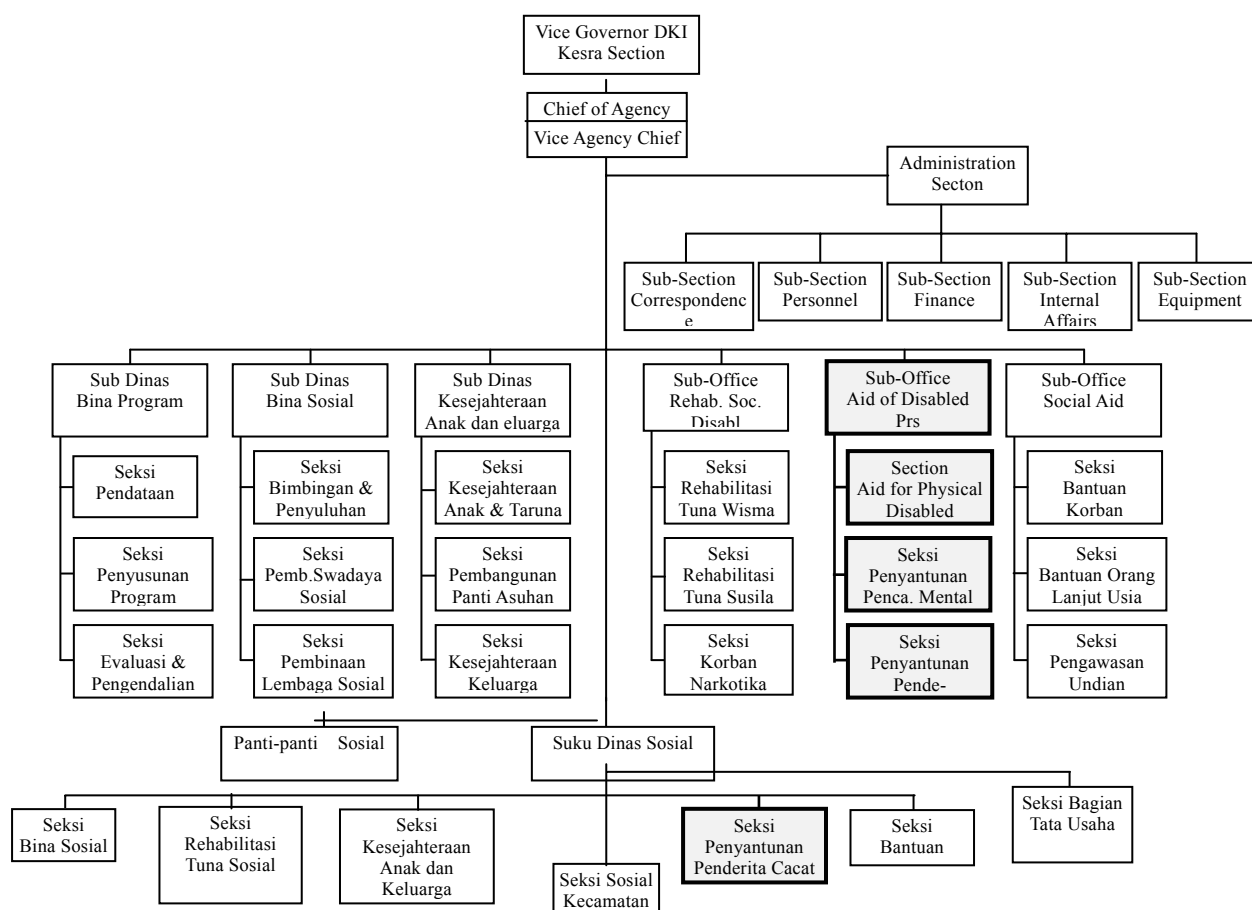 Vice Governor DKI
Kesra Section
Chief of Agency
Vice Agency Chief
Administration
Secton
Sub-Section
Correspondenc
e
Sub-Section
Personnel
Sub-Section
Finance
Sub-Section
Internal
Affairs
Sub-Section
Equipment
Sub Dinas
Bina Program
Sub Dinas
Bina Sosial
Sub Dinas
Kesejahteraan
Anak dan eluarga
Sub-Office
Rehab. Soc.
Disabl
Sub-Office
Aid of Disabled
Prs
Sub-Office
Social Aid
Seksi
Pendataan
Seksi
Bimbingan &
Penyuluhan
Seksi
Kesejahteraan
Anak & Taruna
Seksi
Rehabilitasi
Tuna Wisma
Section
Aid for Physical
Disabled
Seksi
Bantuan
Korban
Seksi
Penyusunan
Program
Seksi
Pemb.Swadaya
Sosial
Seksi
Pembangunan
Panti Asuhan
Seksi
Rehabilitasi
Tuna Susila
Seksi
Penyantunan
Penca. Mental
Seksi
Bantuan Orang
Lanjut Usia
Seksi
Evaluasi &
Pengendalian
Seksi
Pembinaan
Lembaga Sosial
Seksi
Kesejahteraan
Keluarga
Seksi
Korban
Narkotika
Seksi
Penyantunan
Pende-
Seksi
Pengawasan
Undian
Panti-panti Sosial
Suku Dinas Sosial
Seksi
Bina Sosial
Seksi
Rehabilitasi
Tuna Sosial
Seksi
Kesejahteraan
Anak dan
Keluarga
Seksi Sosial
Kecamatan
Seksi
Penyantunan
Penderita Cacat
Seksi
Bantuan
Seksi Bagian
Tata Usaha